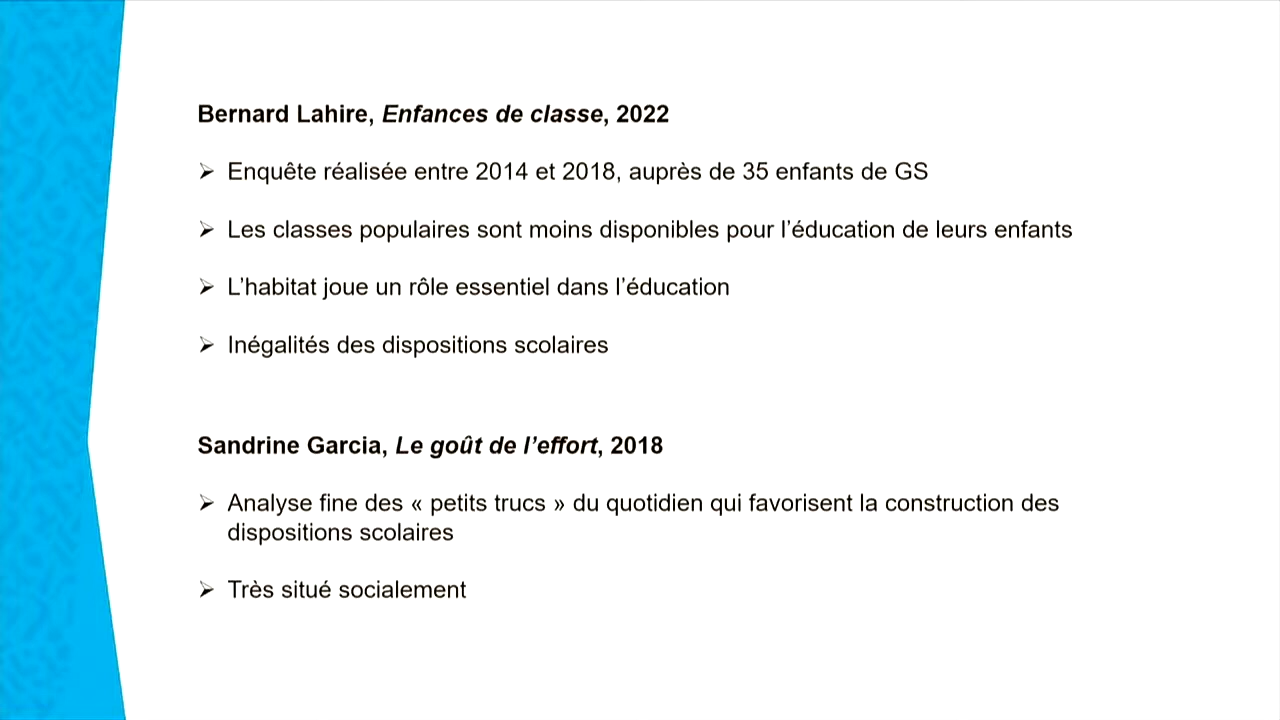 Bernard Lahire, Enfances de classe, 2022
➢ Enquête réalisée entre 2014 et 2018, auprès de 35 enfants de GS
➢ Les classes populaires sont moins disponibles pour l’éducation de leurs enfants
➢ L’habitat joue un rôle essentiel dans l’éducation
➢ Inégalités des dispositions scolaires
Sandrine Garcia, Le goût de l’effort, 2018
➢ Analyse fine des « petits trucs » du quotidien qui favorisent la construction des
dispositions scolaires
➢ Très situé socialement